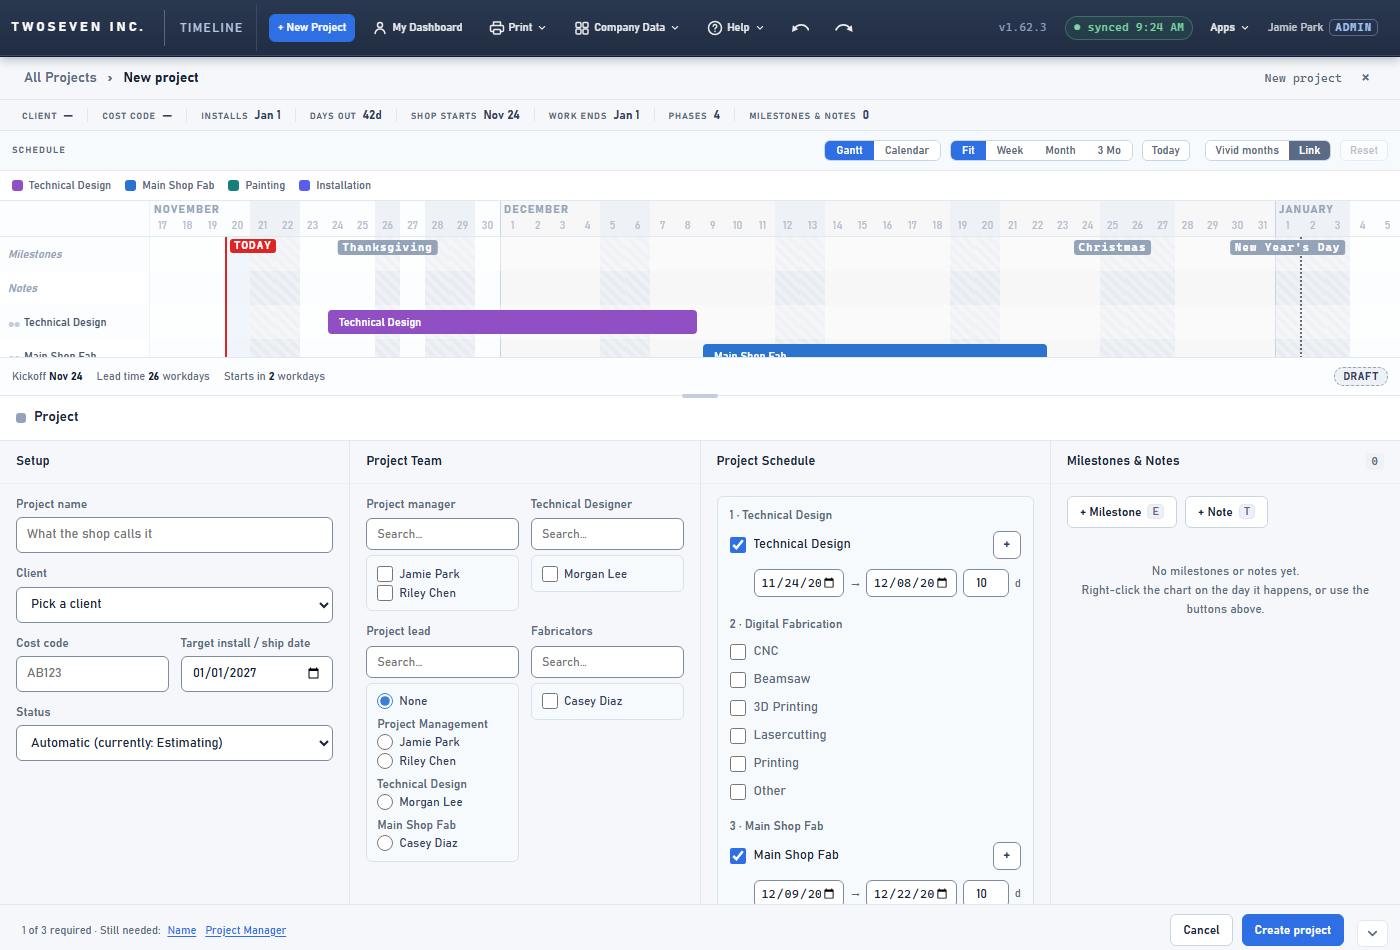 TWOSEVEN INC. TIMELINE + New Project My Dashboard Print Company Data Help v1.62.3 synced 9:24 AM Apps Jamie Park ADMIN
All Projects › New project New project ×
CLIENT — COST CODE — INSTALLS Jan 1 DAYS OUT 42d SHOP STARTS Nov 24 WORK ENDS Jan 1 PHASES 4 MILESTONES & NOTES 0
SCHEDULE Gantt Calendar Fit Week Month 3 Mo Today Vivid months Link Reset
Technical Design Main Shop Fab Painting Installation
NOVEMBER DECEMBER JANUARY
17 18 19 20 21 22 23 24 25 26 27 28 29 30 1 2 3 4 5 6 7 8 9 10 11 12 13 14 15 16 17 18 19 20 21 22 23 24 25 26 27 28 29 30 31 1 2 3 4 5
Milestones TODAY Thanksgiving Christmas New Year's Day
Notes
Technical Design Technical Design
Main Shop Fab Main Shop Fab
Kickoff Nov 24 Lead time 26 workdays Starts in 2 workdays DRAFT
Project
Setup
Project name
What the shop calls it
Client
Pick a client
Cost code Target install / ship date
AB123 01/01/2027
Status
Automatic (currently: Estimating)
Project Team
Project manager Technical Designer
Search... Search...
Jamie Park Morgan Lee
Riley Chen
Project lead Fabricators
Search... Search...
None Casey Diaz
Project Management
Jamie Park
Riley Chen
Technical Design
Morgan Lee
Main Shop Fab
Casey Diaz
Project Schedule
1 · Technical Design
Technical Design +
11/24/20 → 12/08/20 10 d
2 · Digital Fabrication
CNC
Beamsaw
3D Printing
Lasercutting
Printing
Other
3 · Main Shop Fab
Main Shop Fab +
12/09/20 → 12/22/20 10 d
Milestones & Notes 0
+ Milestone E + Note T
No milestones or notes yet.
Right-click the chart on the day it happens, or use the
buttons above.
1 of 3 required · Still needed: Name Project Manager Cancel Create project